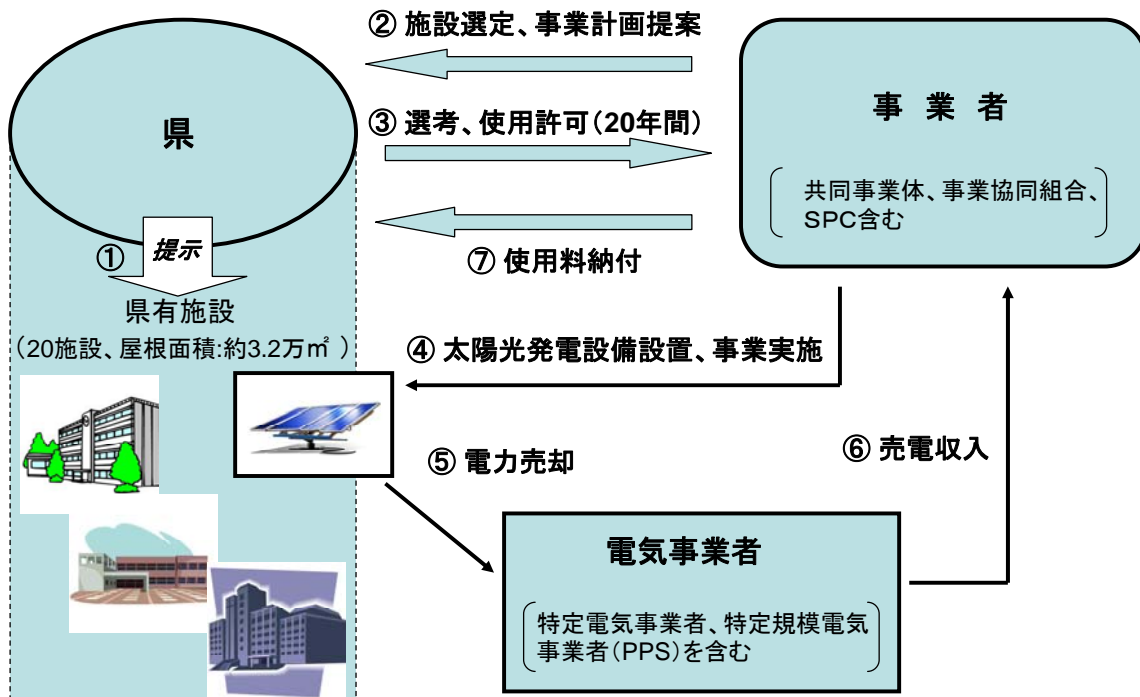 ② 施設選定、事業計画提案
県
③ 選考、使用許可(20年間)
事 業 者
共同事業体、事業協同組合、
SPC含む
① 提示
⑦ 使用料納付
県有施設
(20施設、屋根面積:約3.2万㎡ )
④ 太陽光発電設備設置、事業実施
⑤ 電力売却
⑥ 売電収入
電気事業者
特定電気事業者、特定規模電気
事業者(PPS)を含む